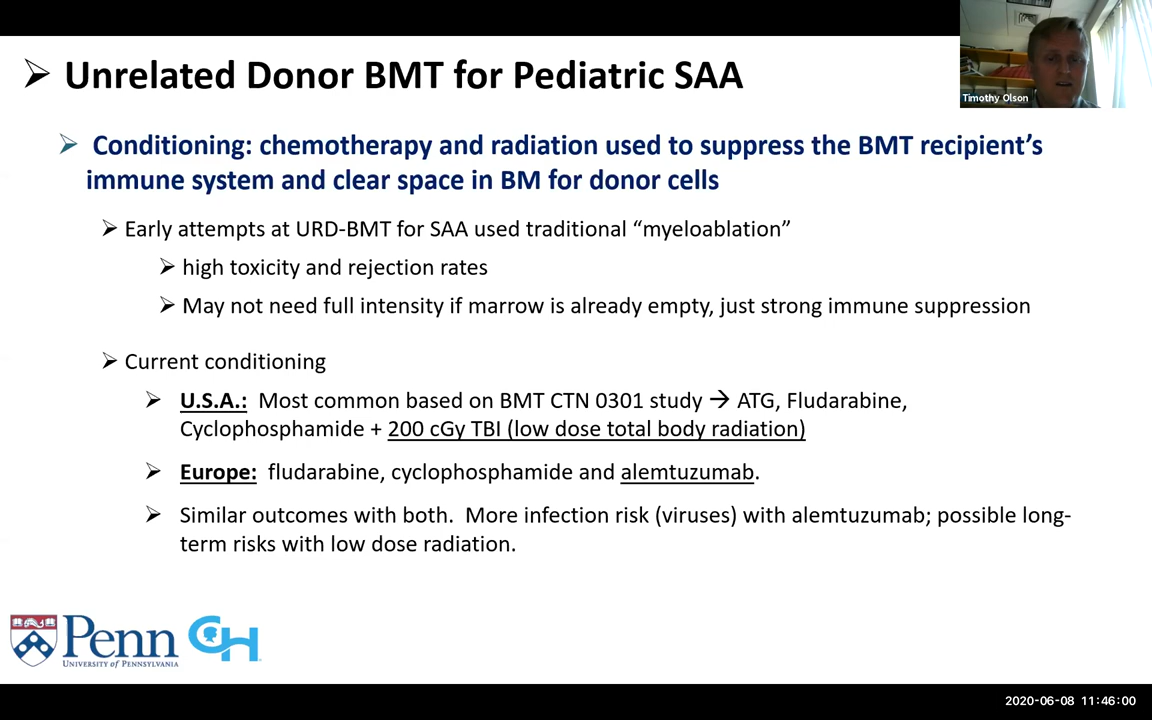 ➢ Unrelated Donor BMT for Pediatric SAA
Timothy Olson
➢ Conditioning: chemotherapy and radiation used to suppress the BMT recipient's
immune system and clear space in BM for donor cells
➢ Early attempts at URD-BMT for SAA used traditional “myeloablation”
➢ high toxicity and rejection rates
➢ May not need full intensity if marrow is already empty, just strong immune suppression
➢ Current conditioning
➢ U.S.A.: Most common based on BMT CTN 0301 study → ATG, Fludarabine,
Cyclophosphamide + 200 cGy TBI (low dose total body radiation)
➢ Europe: fludarabine, cyclophosphamide and alemtuzumab.
➢ Similar outcomes with both. More infection risk (viruses) with alemtuzumab; possible long-
term risks with low dose radiation.
Penn
UNIVERSITY OF PENNSYLVANIA
CH
2020-06-08 11:46:00